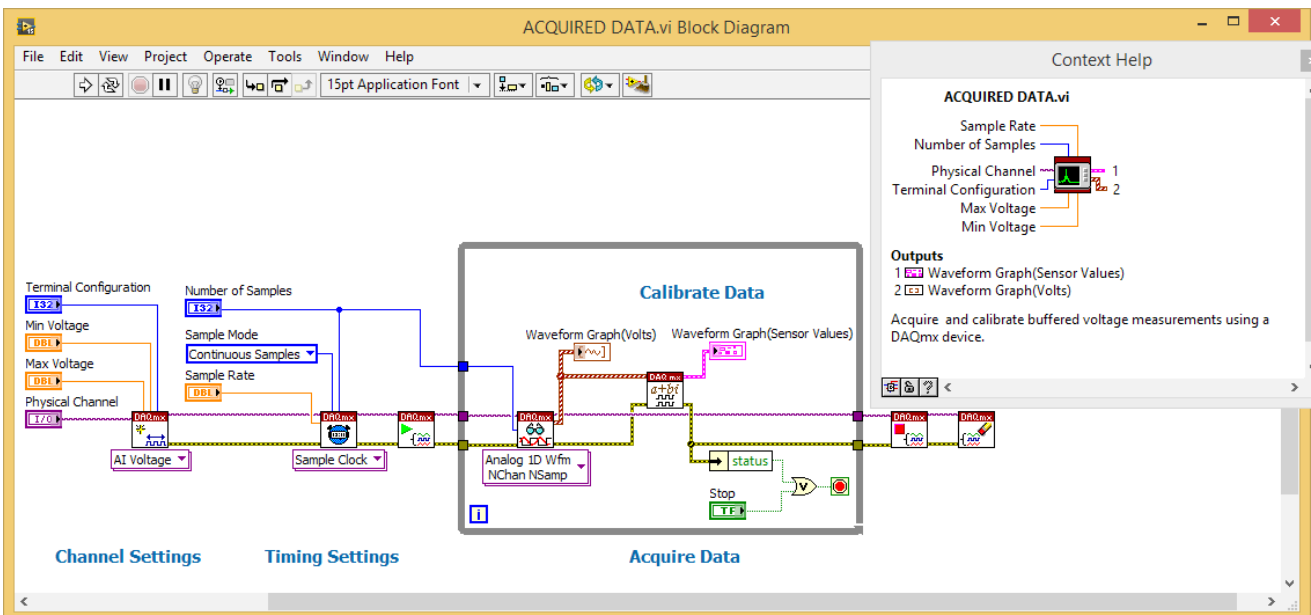 ACQUIRED DATA.vi Block Diagram
File Edit View Project Operate Tools Window Help
15pt Application Font
Context Help
ACQUIRED DATA.vi
Sample Rate
Number of Samples
Physical Channel
1
Terminal Configuration
2
Max Voltage
Min Voltage
Outputs
1 Waveform Graph(Sensor Values)
2 Waveform Graph(Volts)
Acquire and calibrate buffered voltage measurements using a
DAQmx device.
Terminal Configuration
I32
Min Voltage
DBL
Max Voltage
DBL
Physical Channel
I/O
DAQmx
AI Voltage
Number of Samples
I32
Sample Mode
Continuous Samples
Sample Rate
DBL
DAQmx
Sample Clock
DAQmx
Calibrate Data
Waveform Graph(Volts)
Waveform Graph(Sensor Values)
DAQmx
a+bi
DAQmx
Analog 1D Wfm
NChan NSamp
status
Stop
TF
i
DAQmx
DAQmx
Channel Settings
Timing Settings
Acquire Data